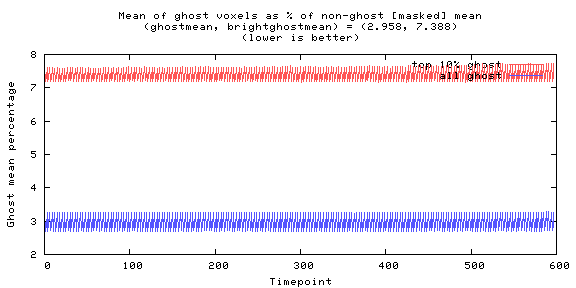 Mean of ghost voxels as % of non-ghost [masked] mean
(ghostmean, brightghostmean) = (2.958, 7.388)
(lower is better)
8
7
6
5
4
3
2
Ghost mean percentage
top 10% ghost
all ghost
0 100 200 300 400 500 600
Timepoint